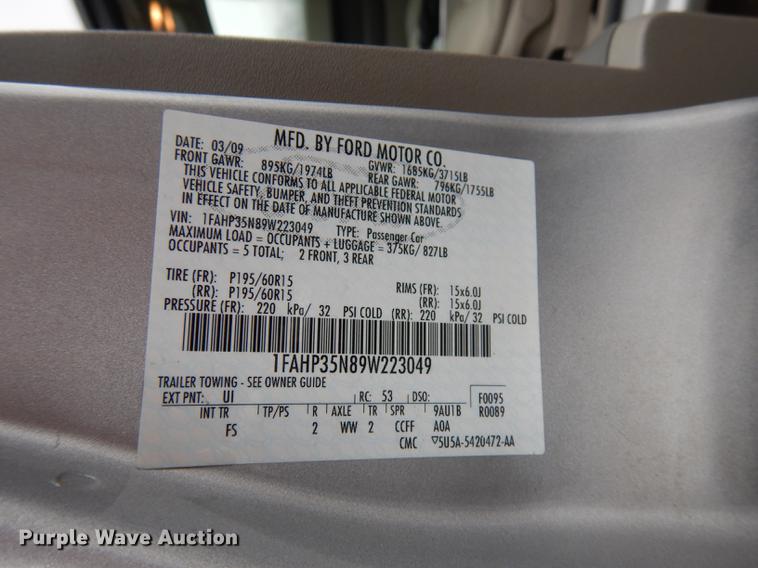 MFD. BY FORD MOTOR CO.
DATE: 03/09 GVWR: 1685KG/3715LB
FRONT GAWR: 895KG/1974LB REAR GAWR: 796KG/1755LB
THIS VEHICLE CONFORMS TO ALL APPLICABLE FEDERAL MOTOR
VEHICLE SAFETY, BUMPER, AND THEFT PREVENTION STANDARDS
IN EFFECT ON THE DATE OF MANUFACTURE SHOWN ABOVE.
VIN: 1FAHP35N89W223049 TYPE: Passenger Car
MAXIMUM LOAD = OCCUPANTS + LUGGAGE = 375KG/ 827LB
OCCUPANTS = 5 TOTAL; 2 FRONT, 3 REAR
TIRE (FR): P195/60R15 RIMS (FR): 15x6.0J
(RR): P195/60R15 (RR): 15x6.0J
PRESSURE (FR): 220 kPa/ 32 PSI COLD (RR): 220 kPa/ 32 PSI COLD
1FAHP35N89W223049
TRAILER TOWING - SEE OWNER GUIDE
EXT PNT: UI RC: 53 DSO: F0095
INT TR TP/PS R AXLE TR SPR 9AU1B R0089
FS 2 WW 2 CCFF A0A
CMC ▽5U5A-5420472-AA
Purple Wave Auction